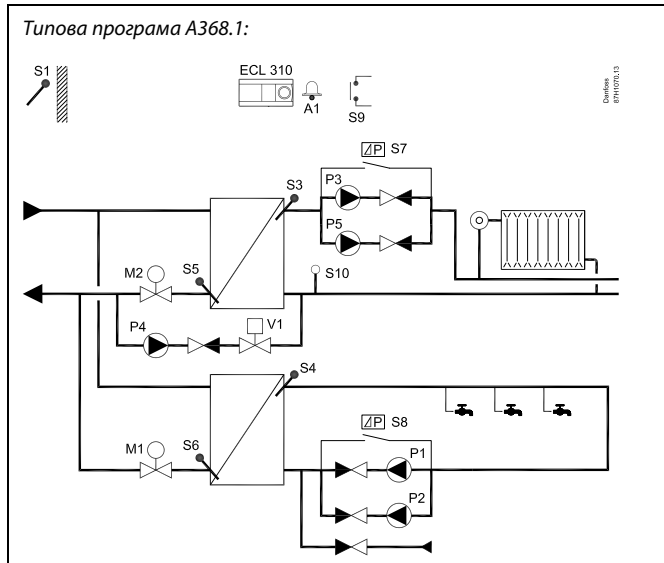 Типова програма A368.1:
S1
ECL 310
A1
S9
Danfoss
87H1070.13
P S7
P3
S3
P5
M2
S5
S10
P4
V1
S4
P S8
M1
S6
P1
P2